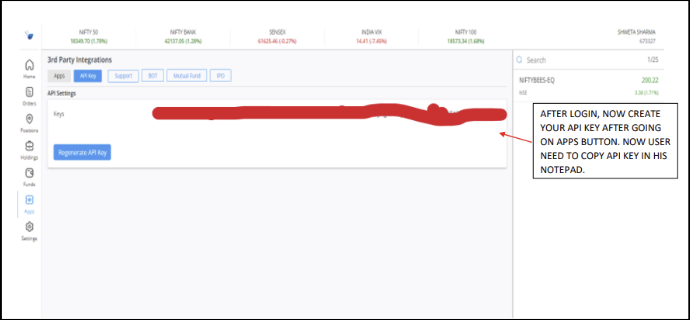 NIFTY 50 NIFTY BANK SENSEX INDIA VIX NIFTY 100 SHWETA SHARMA
18349.70 (1.78%) 42137.05 (1.28%) 61625.46 (-0.27%) 14.41 (-7.45%) 18573.34 (1.68%) 673327
3rd Party Integrations
Search 1/25
Home
Apps API Key Support BOT Mutual Fund IPO
NIFTYBEES-EQ 298.22
NSE 3.36 (1.71%)
API Settings
Orders
Keys
Positions
Holdings
Regenerate API Key
Funds
Apps
Settings
AFTER LOGIN, NOW CREATE
YOUR API KEY AFTER GOING
ON APPS BUTTON. NOW USER
NEED TO COPY API KEY IN HIS
NOTEPAD.